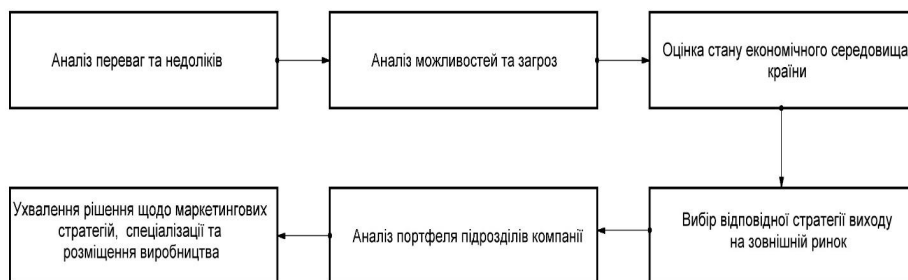 Аналіз переваг та недоліків
Аналіз можливостей та загроз
Оцінка стану економічного середовища
країни
Вибір відповідної стратегії виходу
на зовнішній ринок
Аналіз портфеля підрозділів компанії
Ухвалення рішення щодо маркетингових
стратегій, спеціалізації та
розміщення виробництва